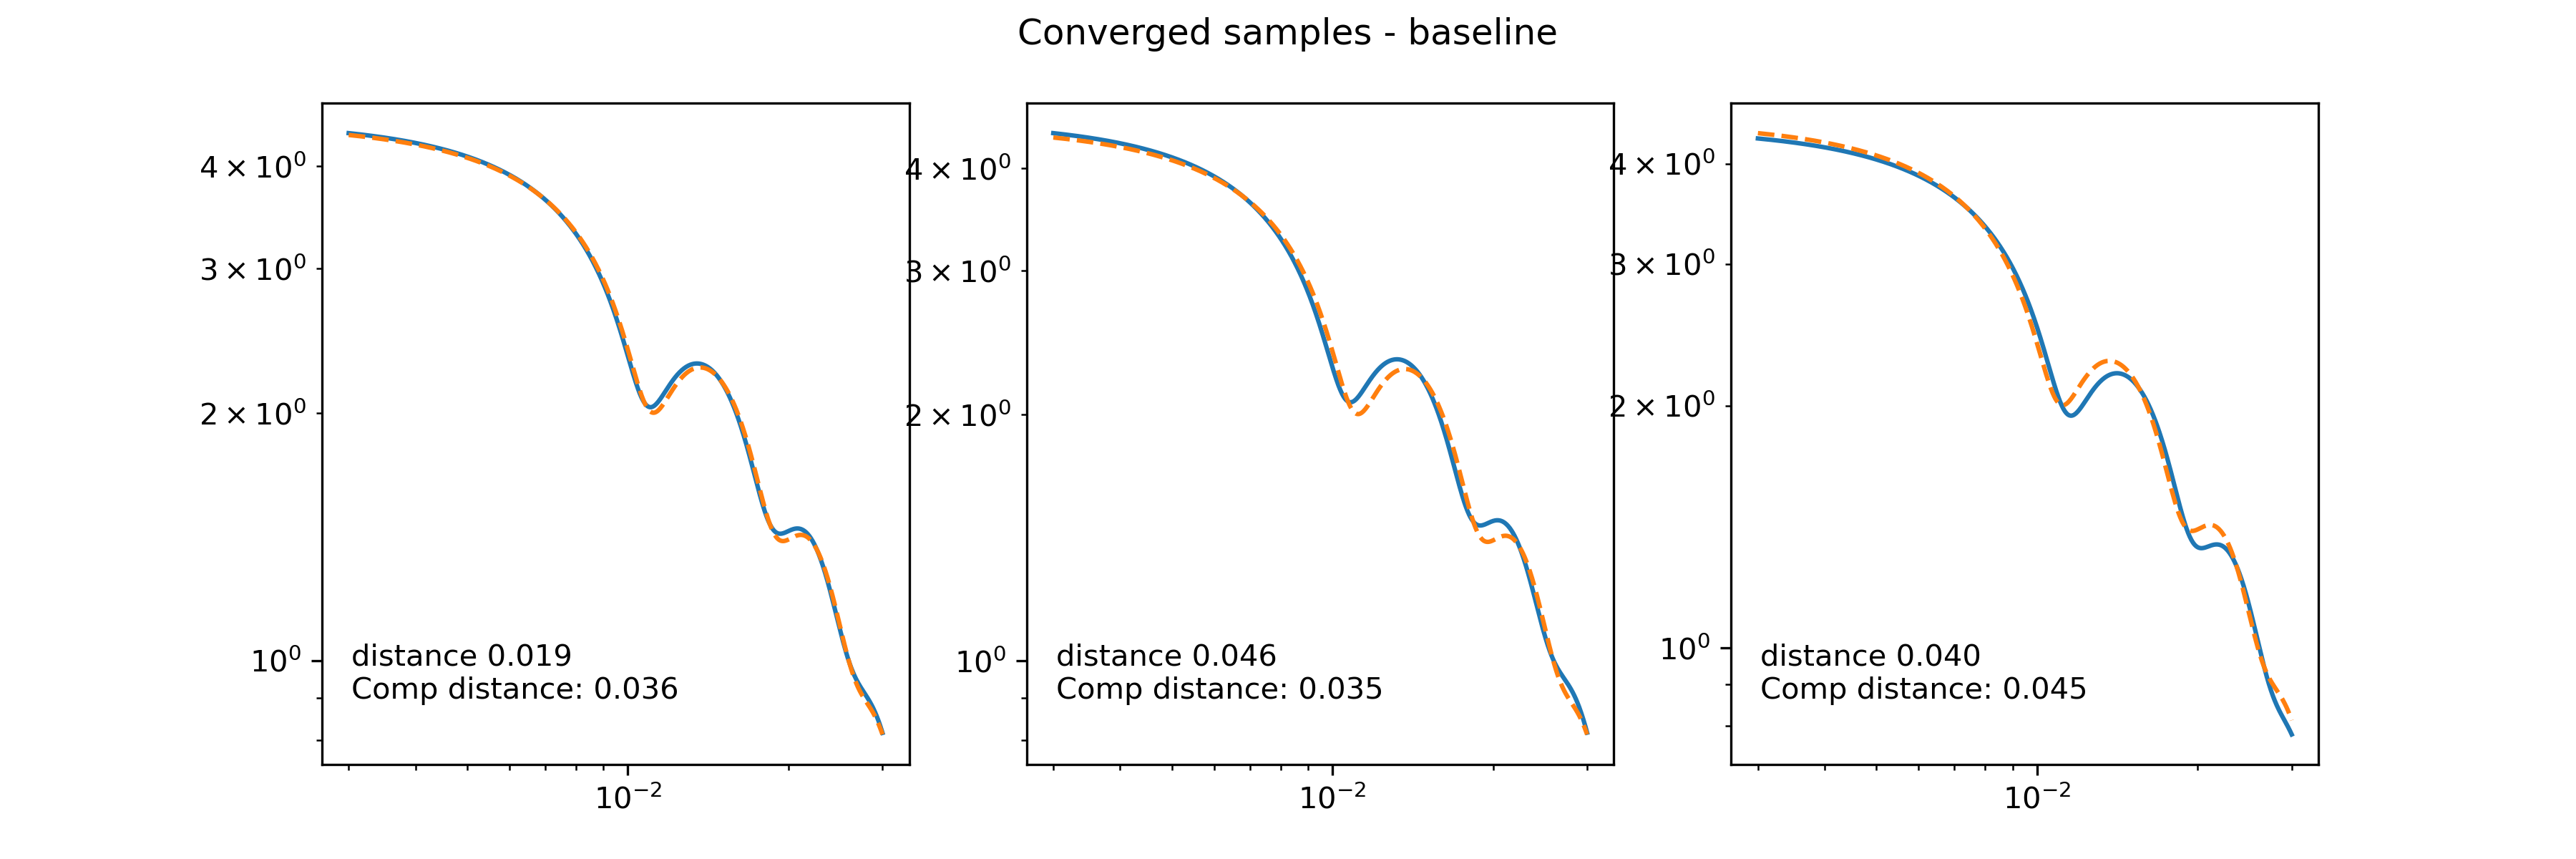 Converged samples - baseline
4 × 10⁰
3 × 10⁰
2 × 10⁰
10⁰
distance 0.019
Comp distance: 0.036
10⁻²
4 × 10⁰
3 × 10⁰
2 × 10⁰
10⁰
distance 0.046
Comp distance: 0.035
10⁻²
4 × 10⁰
3 × 10⁰
2 × 10⁰
10⁰
distance 0.040
Comp distance: 0.045
10⁻²